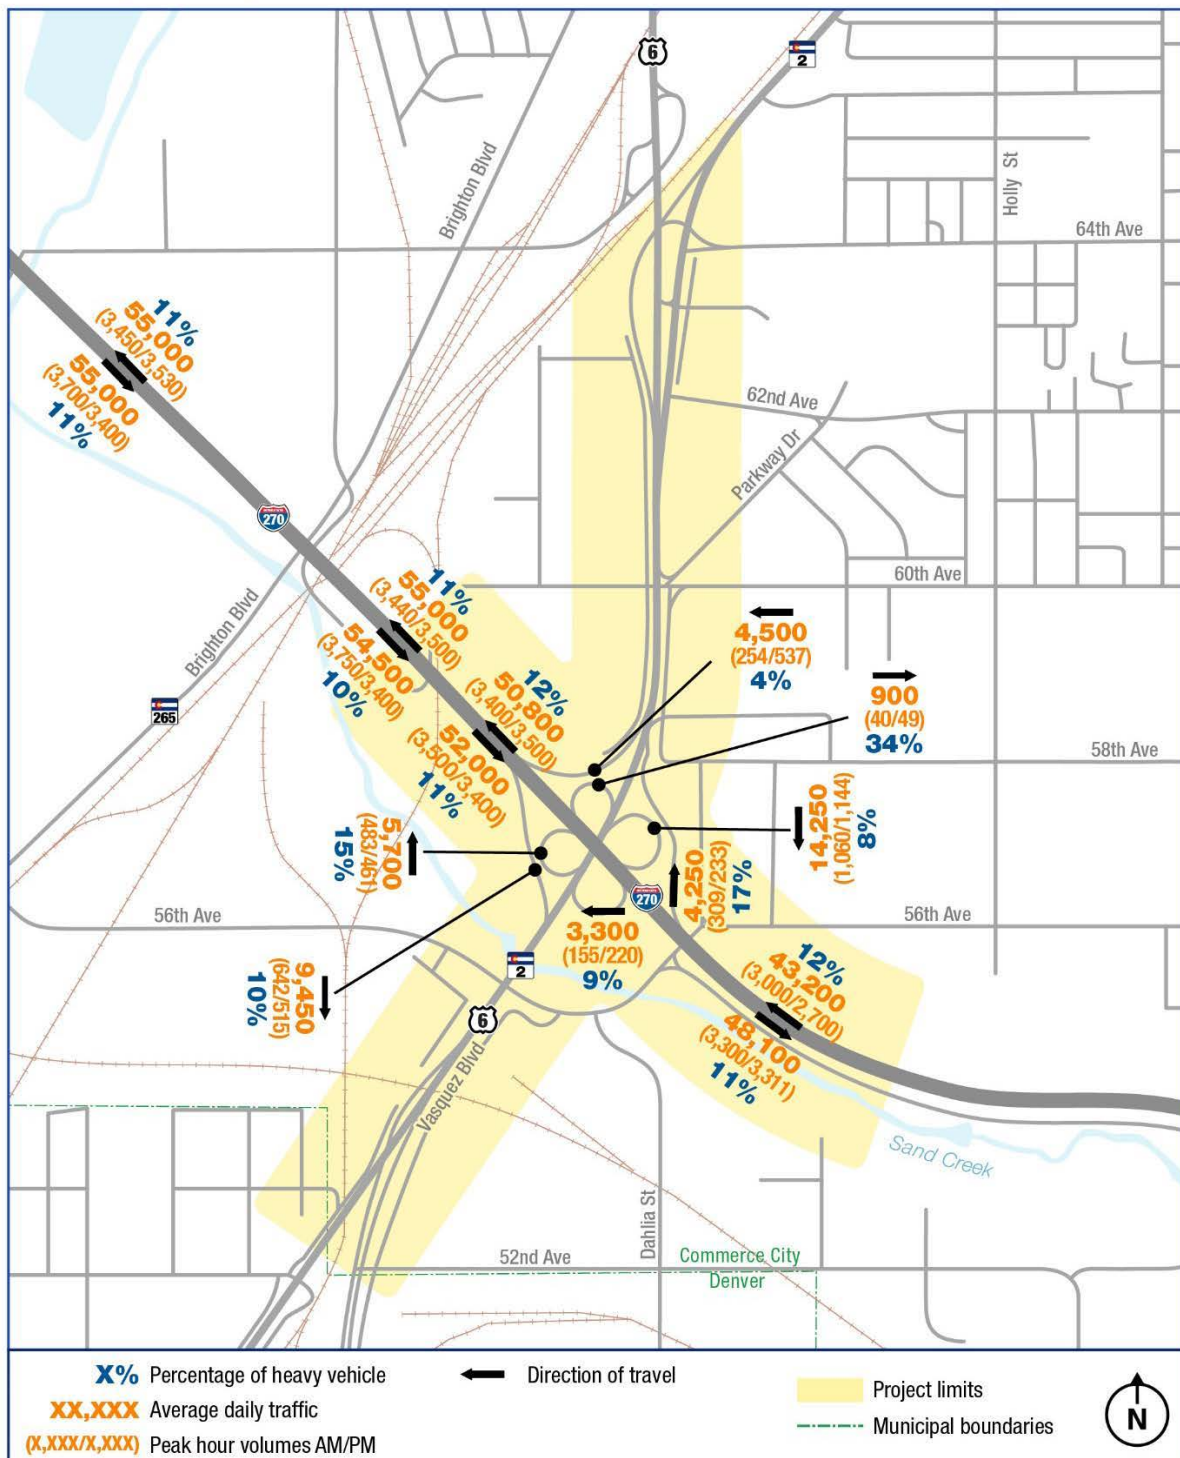 6
2
Brighton Blvd
Holly St
64th Ave
11%
55,000
(3,450/3,530)
55,000
(3,700/3,400)
11%
62nd Ave
Parkway Dr
INTERSTATE
270
60th Ave
11%
55,000
(3,440/3,500)
54,500
(3,750/3,400)
10%
Brighton Blvd
265
4,500
(254/537)
4%
900
(40/49)
34%
12%
50,800
(3,400/3,500)
52,000
(3,500/3,400)
11%
58th Ave
14,250
(1,060/1,144)
8%
5,700
(483/461)
15%
4,250
(309/233)
17%
INTERSTATE
270
56th Ave
56th Ave
3,300
(155/220)
9%
2
9,450
(642/515)
10%
6
12%
43,200
(3,000/2,700)
48,100
(3,300/3,311)
11%
Vasquez Blvd
Sand Creek
Dahlia St
52nd Ave
Commerce City
Denver
X% Percentage of heavy vehicle
Direction of travel
XX,XXX Average daily traffic
(X,XXX/X,XXX) Peak hour volumes AM/PM
Project limits
Municipal boundaries
N